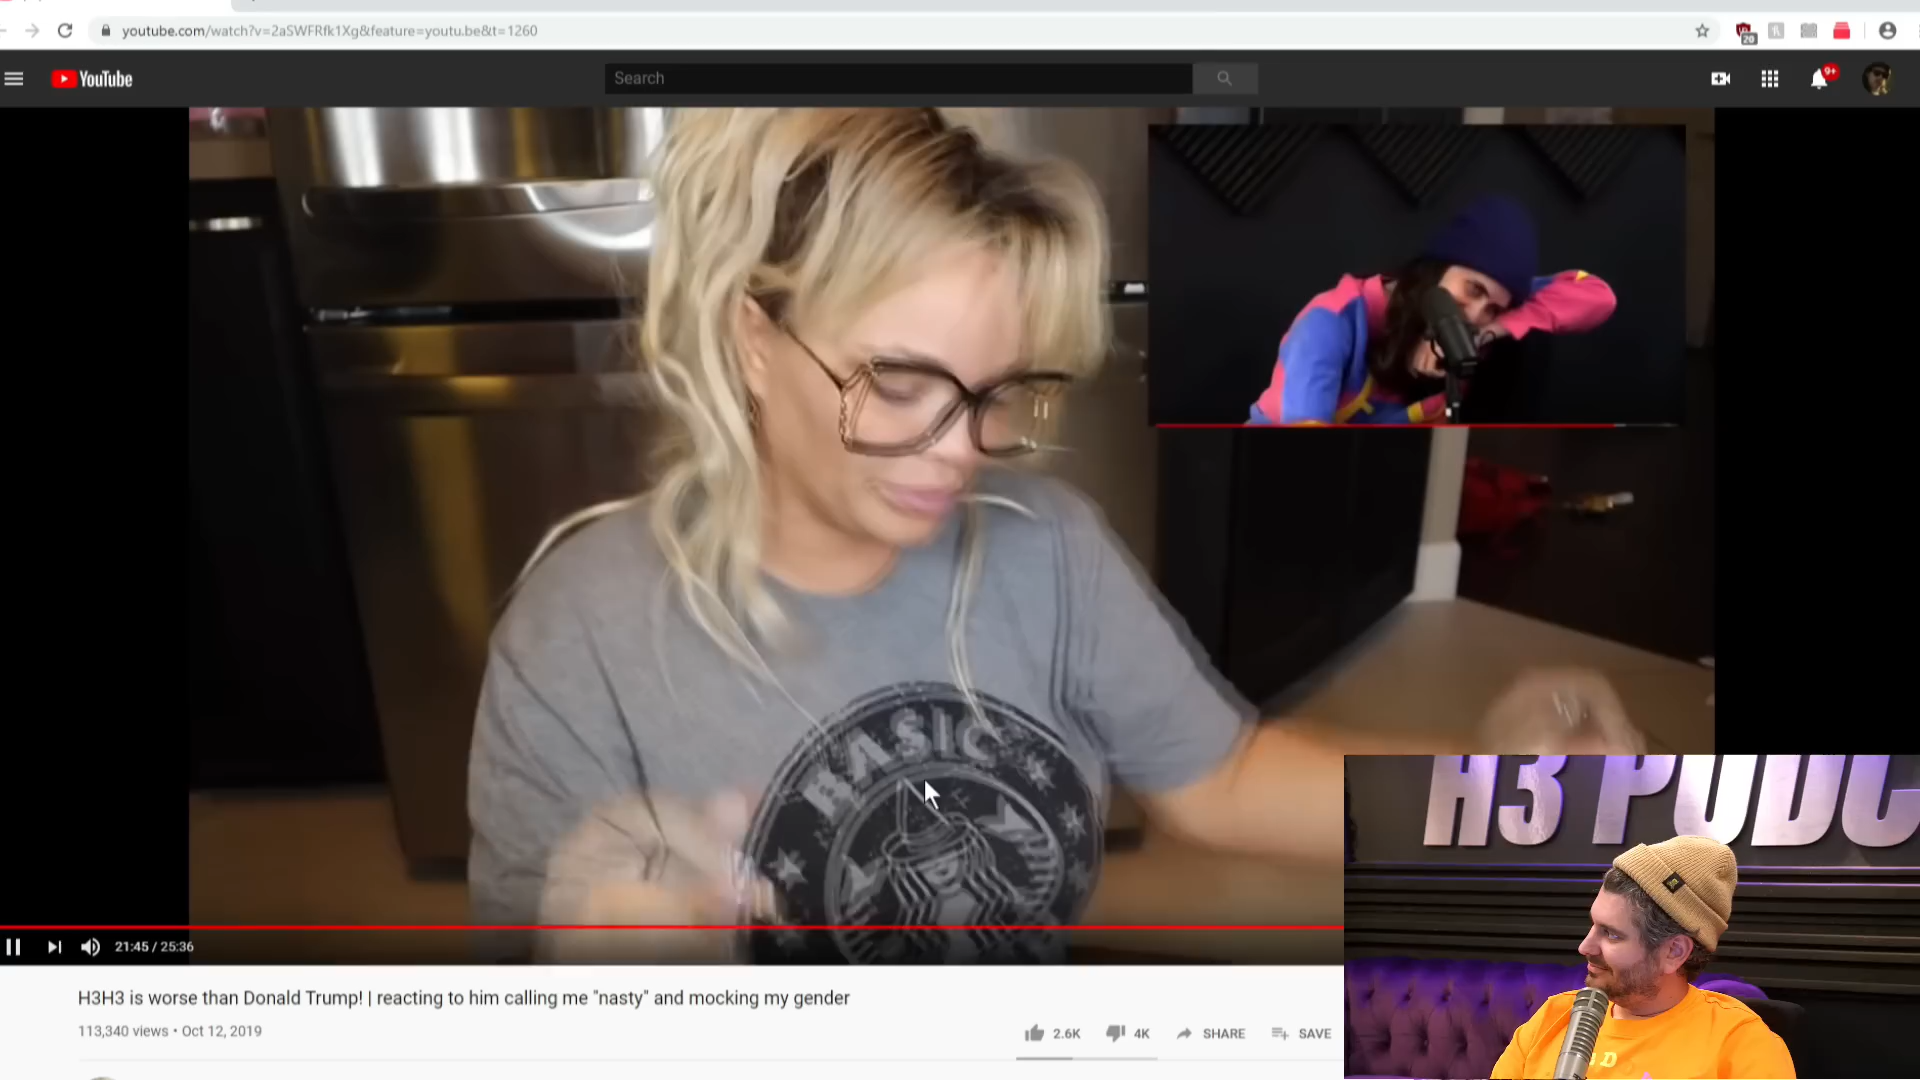 youtube.com/watch?v=2aSWFRfk1Xg&feature=youtu.be&t=1260
20
YouTube
Search
9+
BASIC
21:45 / 25:36
H3 PODC
H3H3 is worse than Donald Trump! | reacting to him calling me "nasty" and mocking my gender
113,340 views • Oct 12, 2019
2.6K
4K
SHARE
SAVE